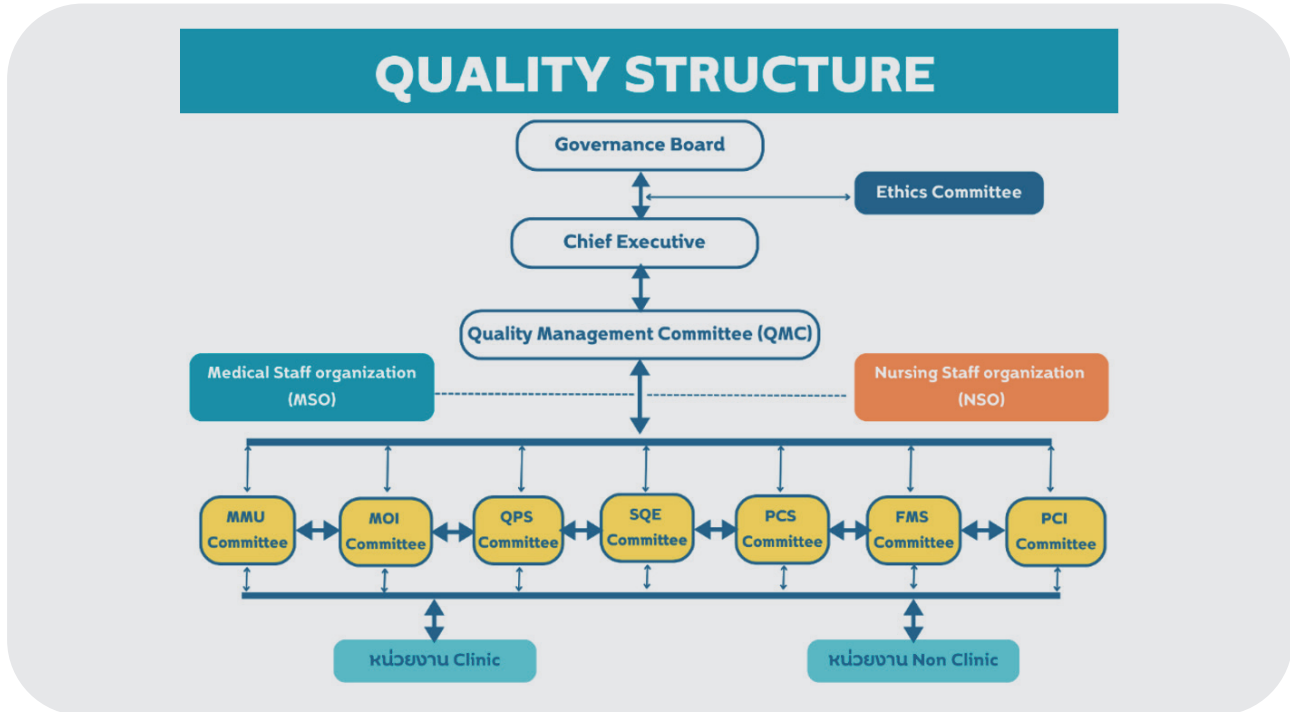 QUALITY STRUCTURE
Governance Board
Ethics Committee
Chief Executive
Quality Management Committee (QMC)
Medical Staff organization
(MSO)
Nursing Staff organization
(NSO)
MMU
Committee
MOI
Committee
QPS
Committee
SQE
Committee
PCS
Committee
FMS
Committee
PCI
Committee
หน่วยงาน Clinic
หน่วยงาน Non Clinic